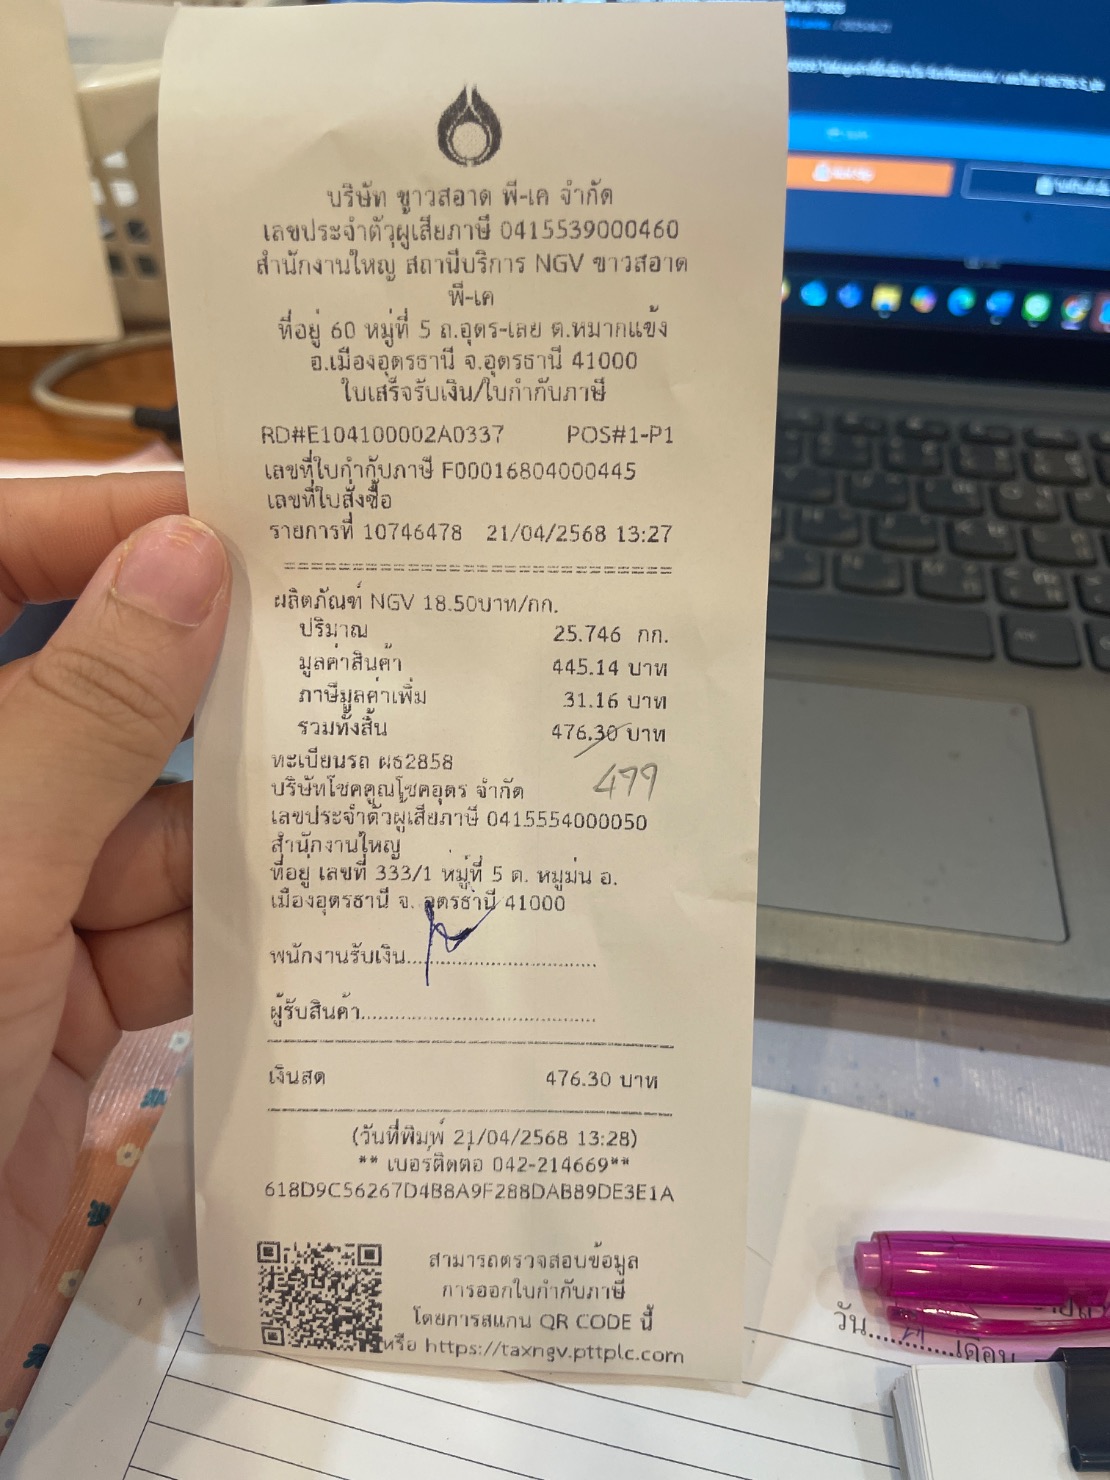 บริษัท ขาวสอาด พี-เค จำกัด
เลขประจำตัวผู้เสียภาษี 0415539000460
สำนักงานใหญ่ สถานีบริการ NGV ขาวสอาด
พี-เค
ที่อยู่ 60 หมู่ที่ 5 ถ.อุดร-เลย ต.หมากแข้ง
อ.เมืองอุดรธานี จ.อุดรธานี 41000
ใบเสร็จรับเงิน/ใบกำกับภาษี
RD#E104100002A0337 POS#1-P1
เลขที่ใบกำกับภาษี F00016804000445
เลขที่ใบสั่งซื้อ
รายการที่ 10746478 21/04/2568 13:27
ผลิตภัณฑ์ NGV 18.50บาท/กก.
ปริมาณ 25.746 กก.
มูลค่าสินค้า 445.14 บาท
ภาษีมูลค่าเพิ่ม 31.16 บาท
รวมทั้งสิ้น 476.30 บาท
ทะเบียนรถ ผธ2858
477
บริษัทโชคคูณโชคอุดร จำกัด
เลขประจำตัวผู้เสียภาษี 0415554000050
สำนักงานใหญ่
ที่อยู่ เลขที่ 333/1 หมู่ที่ 5 ต. หมูม่น อ.
เมืองอุดรธานี จ. อุดรธานี 41000
พนักงานรับเงิน..............................
ผู้รับสินค้า........................................
เงินสด 476.30 บาท
(วันที่พิมพ์ 21/04/2568 13:28)
** เบอร์ติดต่อ 042-214669**
618D9C56267D4B8A9F288DAB89DE3E1A
สามารถตรวจสอบข้อมูล
การออกใบกำกับภาษี
โดยการสแกน QR CODE นี้
หรือ https://taxngv.pttplc.com
วัน......เดือน